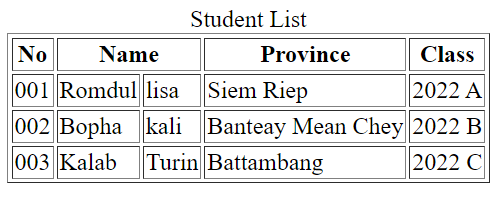 Student List
No Name Province Class
001 Romdul lisa Siem Riep 2022 A
002 Bopha kali Banteay Mean Chey 2022 B
003 Kalab Turin Battambang 2022 C